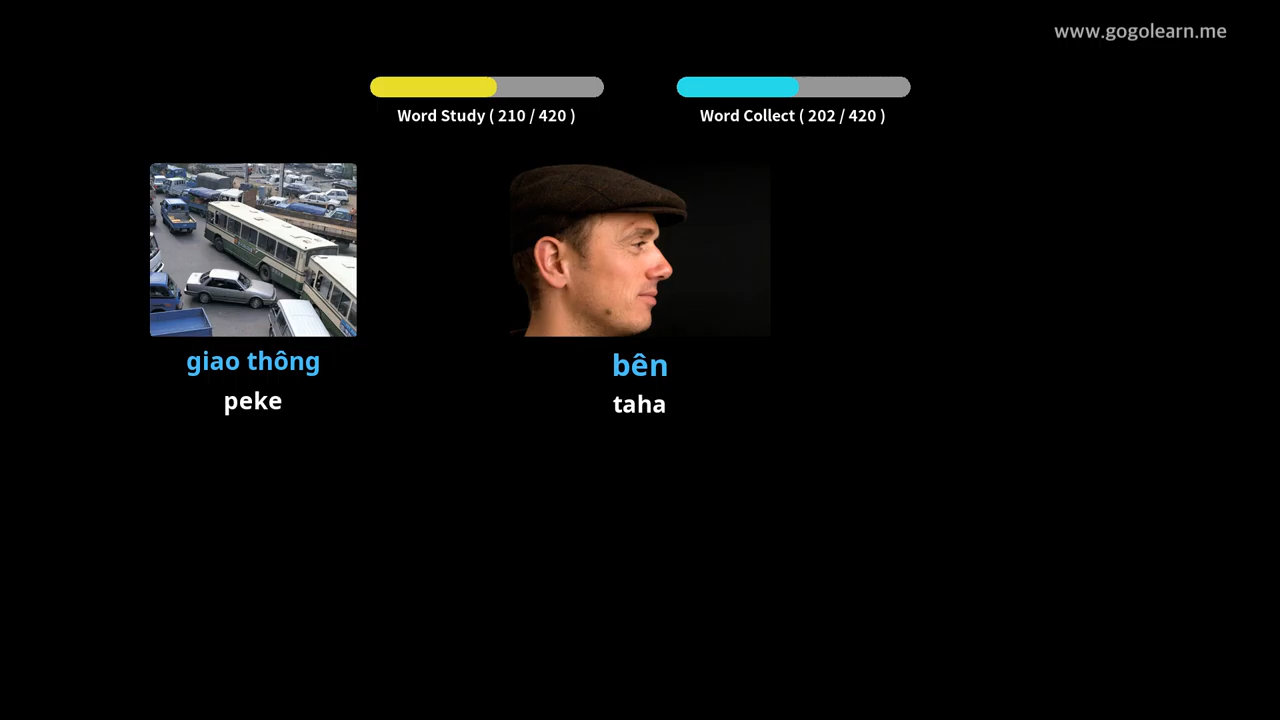 www.gogolearn.me
Word Study ( 210 / 420 )
Word Collect ( 202 / 420 )
giao thông
peke
bên
taha